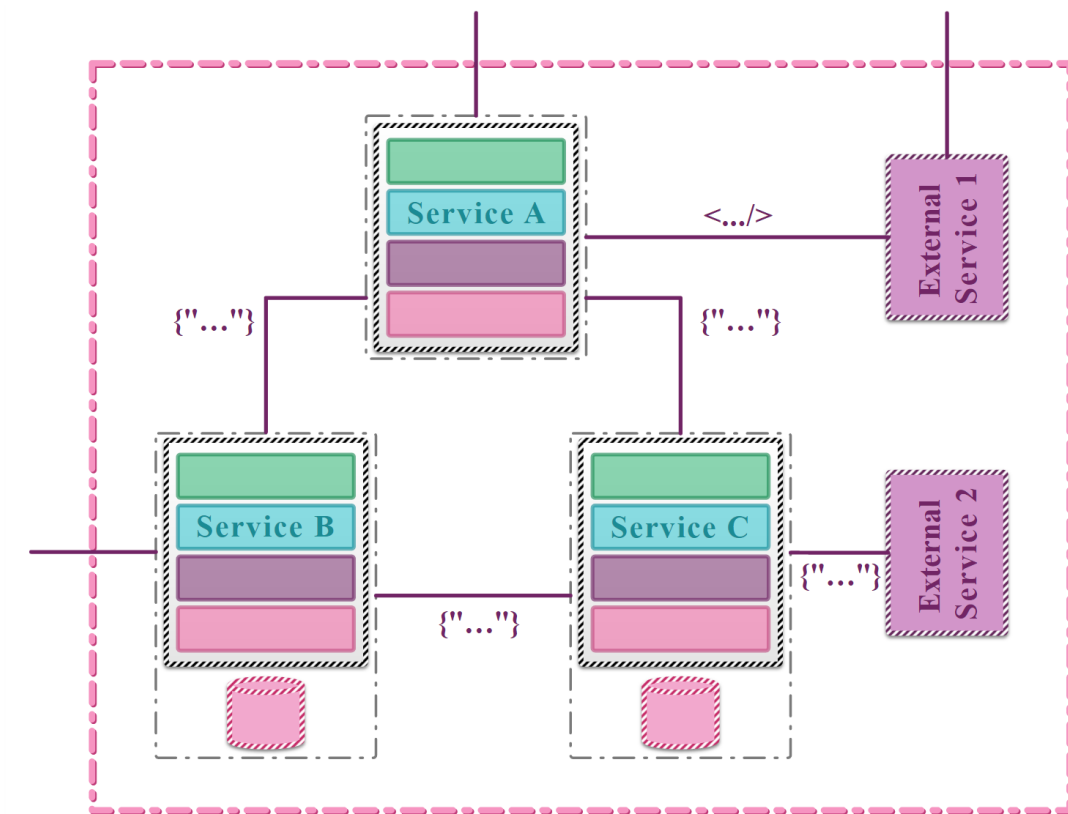 Service A
<.../>
External
Service 1
{"..."}
{"..."}
Service B
Service C
External
Service 2
{"..."}
{"..."}